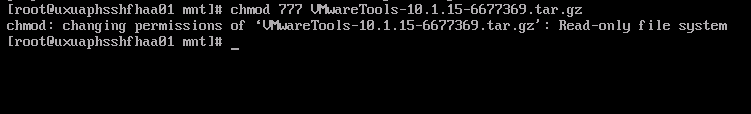 [root@uxuaphsshfhaa01 mnt]# chmod 777 VMwareTools-10.1.15-6677369.tar.gz
chmod: changing permissions of ‘VMwareTools-10.1.15-6677369.tar.gz’: Read-only file system
[root@uxuaphsshfhaa01 mnt]# _